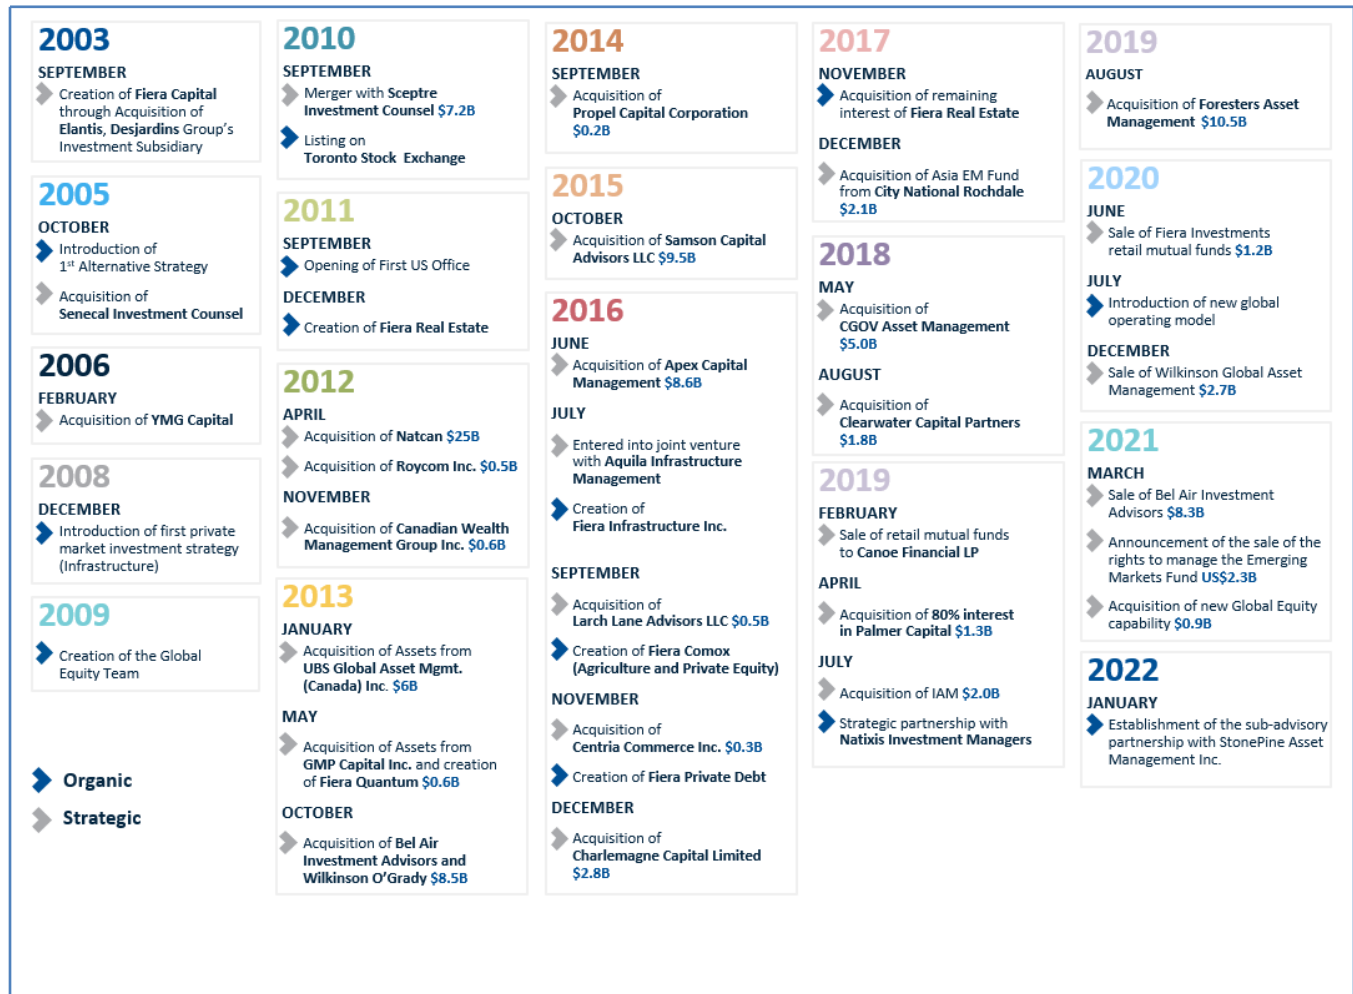 2003
SEPTEMBER
Creation of Fiera Capital
through Acquisition of
Elantis, Desjardins Group's
Investment Subsidiary
2005
OCTOBER
Introduction of
1st Alternative Strategy
Acquisition of
Senecal Investment Counsel
2006
FEBRUARY
Acquisition of YMG Capital
2008
DECEMBER
Introduction of first private
market investment strategy
(Infrastructure)
2009
Creation of the Global
Equity Team
Organic
Strategic
2010
SEPTEMBER
Merger with Sceptre
Investment Counsel $7.2B
Listing on
Toronto Stock Exchange
2011
SEPTEMBER
Opening of First US Office
DECEMBER
Creation of Fiera Real Estate
2012
APRIL
Acquisition of Natcan $25B
Acquisition of Roycom Inc. $0.5B
NOVEMBER
Acquisition of Canadian Wealth
Management Group Inc. $0.6B
2013
JANUARY
Acquisition of Assets from
UBS Global Asset Mgmt.
(Canada) Inc. $6B
MAY
Acquisition of Assets from
GMP Capital Inc. and creation
of Fiera Quantum $0.6B
OCTOBER
Acquisition of Bel Air
Investment Advisors and
Wilkinson O'Grady $8.5B
2014
SEPTEMBER
Acquisition of
Propel Capital Corporation
$0.2B
2015
OCTOBER
Acquisition of Samson Capital
Advisors LLC $9.5B
2016
JUNE
Acquisition of Apex Capital
Management $8.6B
JULY
Entered into joint venture
with Aquila Infrastructure
Management
Creation of
Fiera Infrastructure Inc.
SEPTEMBER
Acquisition of
Larch Lane Advisors LLC $0.5B
Creation of Fiera Comox
(Agriculture and Private Equity)
NOVEMBER
Acquisition of
Centria Commerce Inc. $0.3B
Creation of Fiera Private Debt
DECEMBER
Acquisition of
Charlemagne Capital Limited
$2.8B
2017
NOVEMBER
Acquisition of remaining
interest of Fiera Real Estate
DECEMBER
Acquisition of Asia EM Fund
from City National Rochdale
$2.1B
2018
MAY
Acquisition of
CGOV Asset Management
$5.0B
AUGUST
Acquisition of
Clearwater Capital Partners
$1.8B
2019
FEBRUARY
Sale of retail mutual funds
to Canoe Financial LP
APRIL
Acquisition of 80% interest
in Palmer Capital $1.3B
JULY
Acquisition of IAM $2.0B
Strategic partnership with
Natixis Investment Managers
2019
AUGUST
Acquisition of Foresters Asset
Management $10.5B
2020
JUNE
Sale of Fiera Investments
retail mutual funds $1.2B
JULY
Introduction of new global
operating model
DECEMBER
Sale of Wilkinson Global Asset
Management $2.7B
2021
MARCH
Sale of Bel Air Investment
Advisors $8.3B
Announcement of the sale of the
rights to manage the Emerging
Markets Fund US$2.3B
Acquisition of new Global Equity
capability $0.9B
2022
JANUARY
Establishment of the sub-advisory
partnership with StonePine Asset
Management Inc.